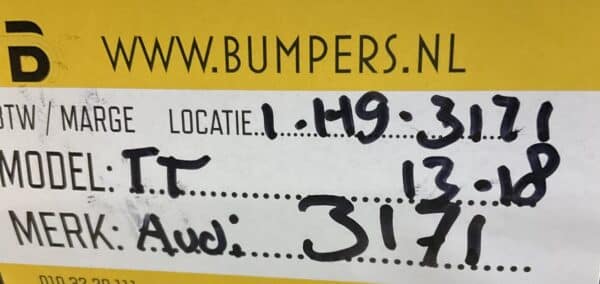 B WWW.BUMPERS.NL
BTW / MARGE LOCATIE 1.H9.3171
MODEL: TT 13.18
MERK: Audi 3171